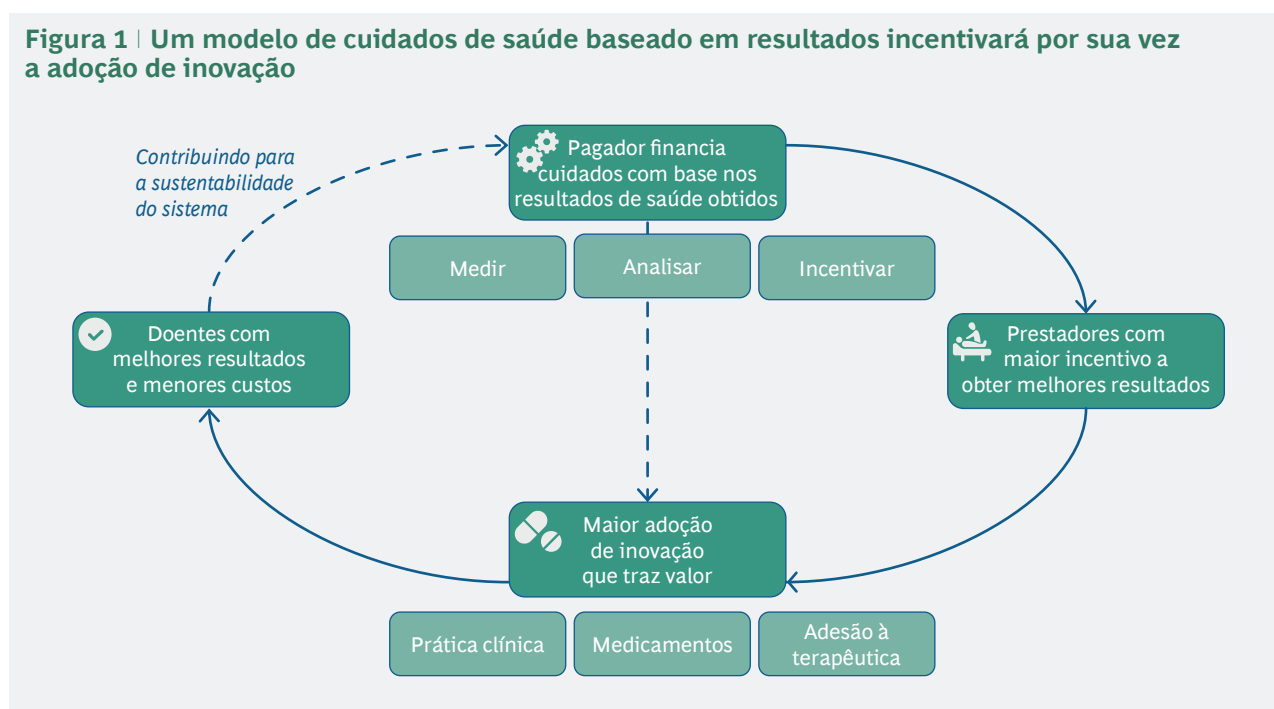 Figura 1 | Um modelo de cuidados de saúde baseado em resultados incentivará por sua vez
a adoção de inovação
Contribuindo para
a sustentabilidade
do sistema
Pagador financia
cuidados com base nos
resultados de saúde obtidos
Medir
Analisar
Incentivar
Doentes com
melhores resultados
e menores custos
Prestadores com
maior incentivo a
obter melhores resultados
Maior adoção
de inovação
que traz valor
Prática clínica
Medicamentos
Adesão à
terapêutica